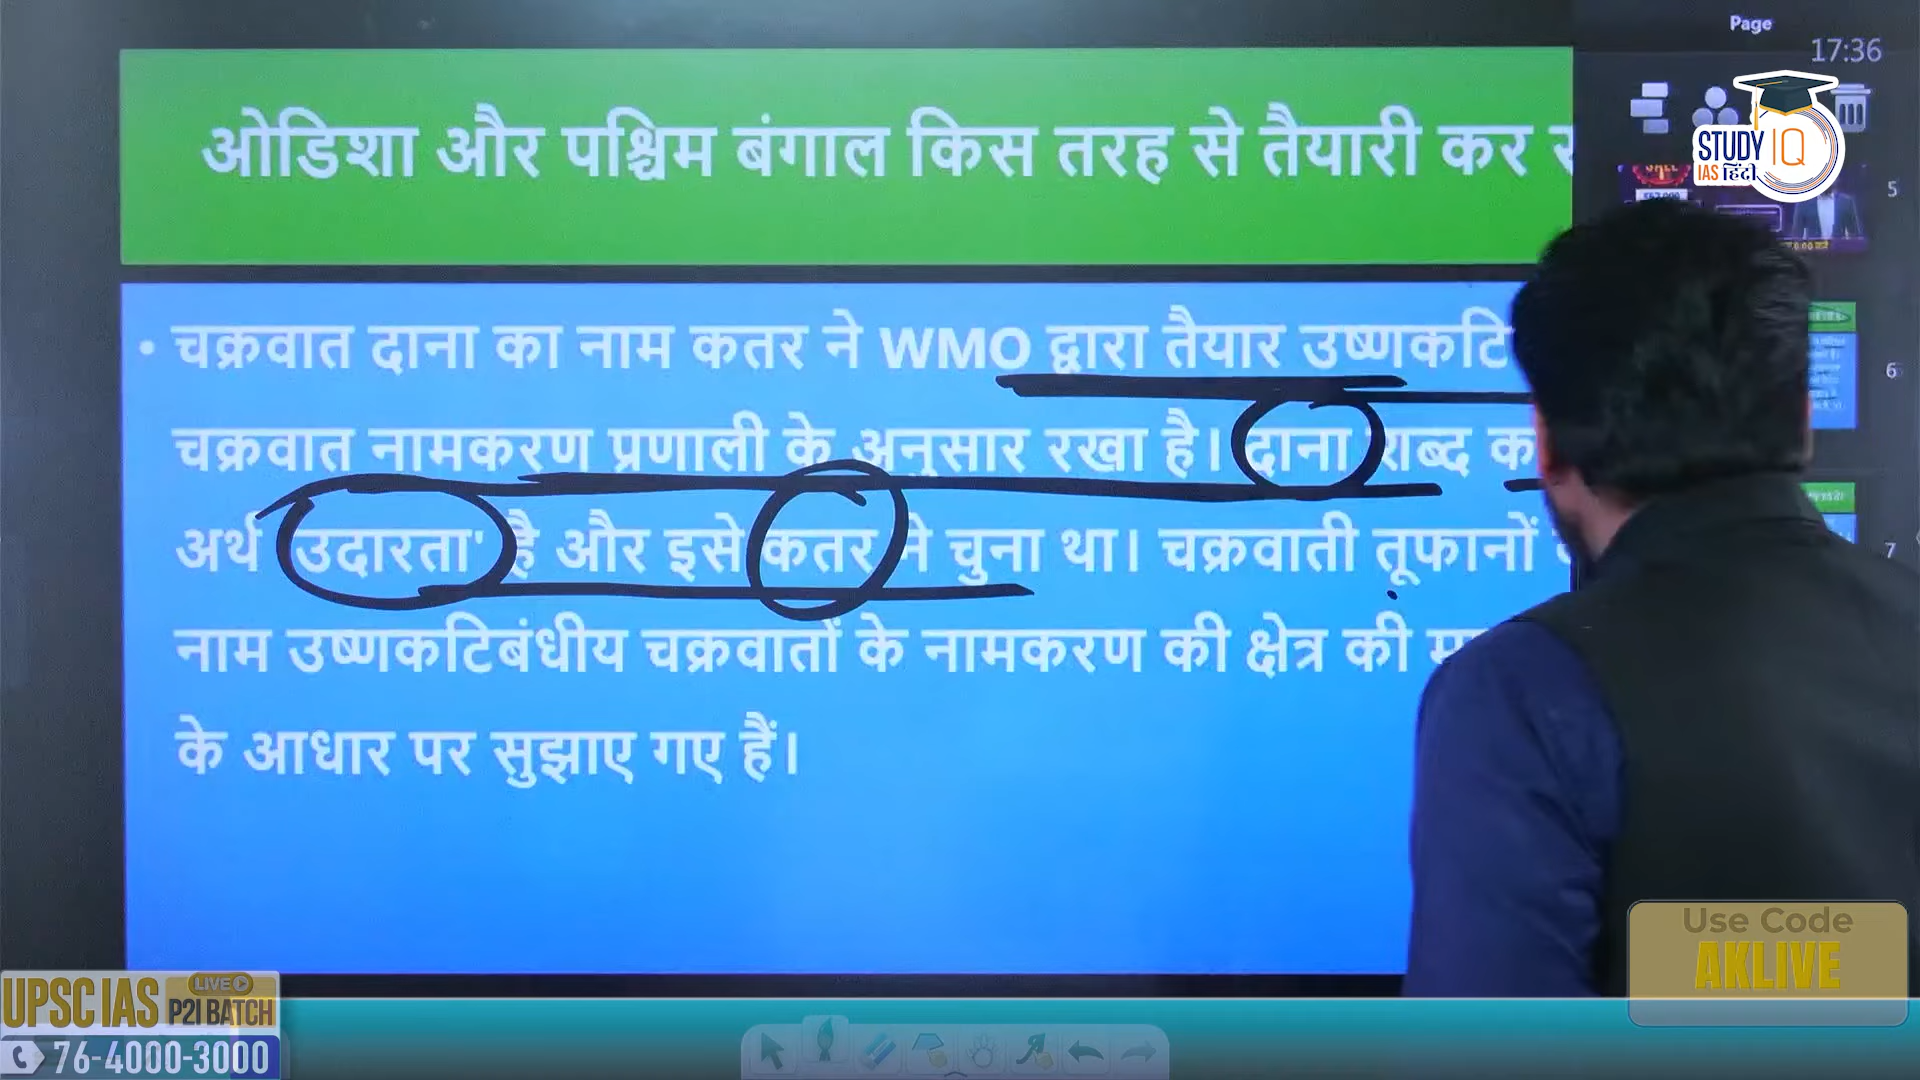 Page
17:36
STUDY IQ
IAS हिंदी
5
6
7
ओडिशा और पश्चिम बंगाल किस तरह से तैयारी कर
• चक्रवात दाना का नाम कतर ने WMO द्वारा तैयार
चक्रवात नामकरण प्रणाली के अनुसार रखा है। दाना शब्द
अर्थ उदारता' है और इसे कतर ने चुना था। चक्रवाती तूफानों
नाम उष्णकटिबंधीय चक्रवातों के नामकरण की क्षेत्र की
के आधार पर सुझाए गए हैं।
Use Code
AKLIVE
UPSC IAS LIVE P2I BATCH
76-4000-3000